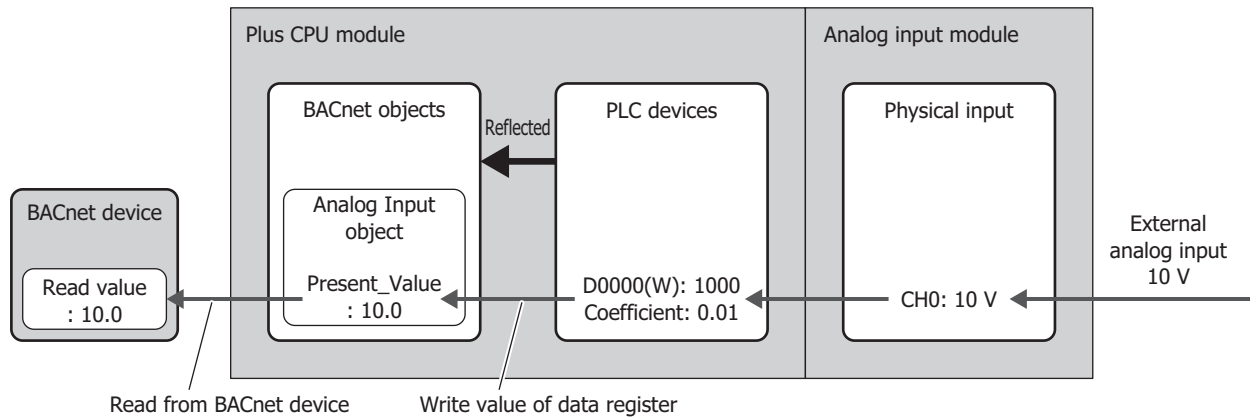 Plus CPU module
Analog input module
BACnet objects
Reflected
PLC devices
Physical input
BACnet device
Analog Input
object
External
analog input
10 V
Read value
: 10.0
Present_Value
: 10.0
D0000(W): 1000
Coefficient: 0.01
CH0: 10 V
Read from BACnet device
Write value of data register